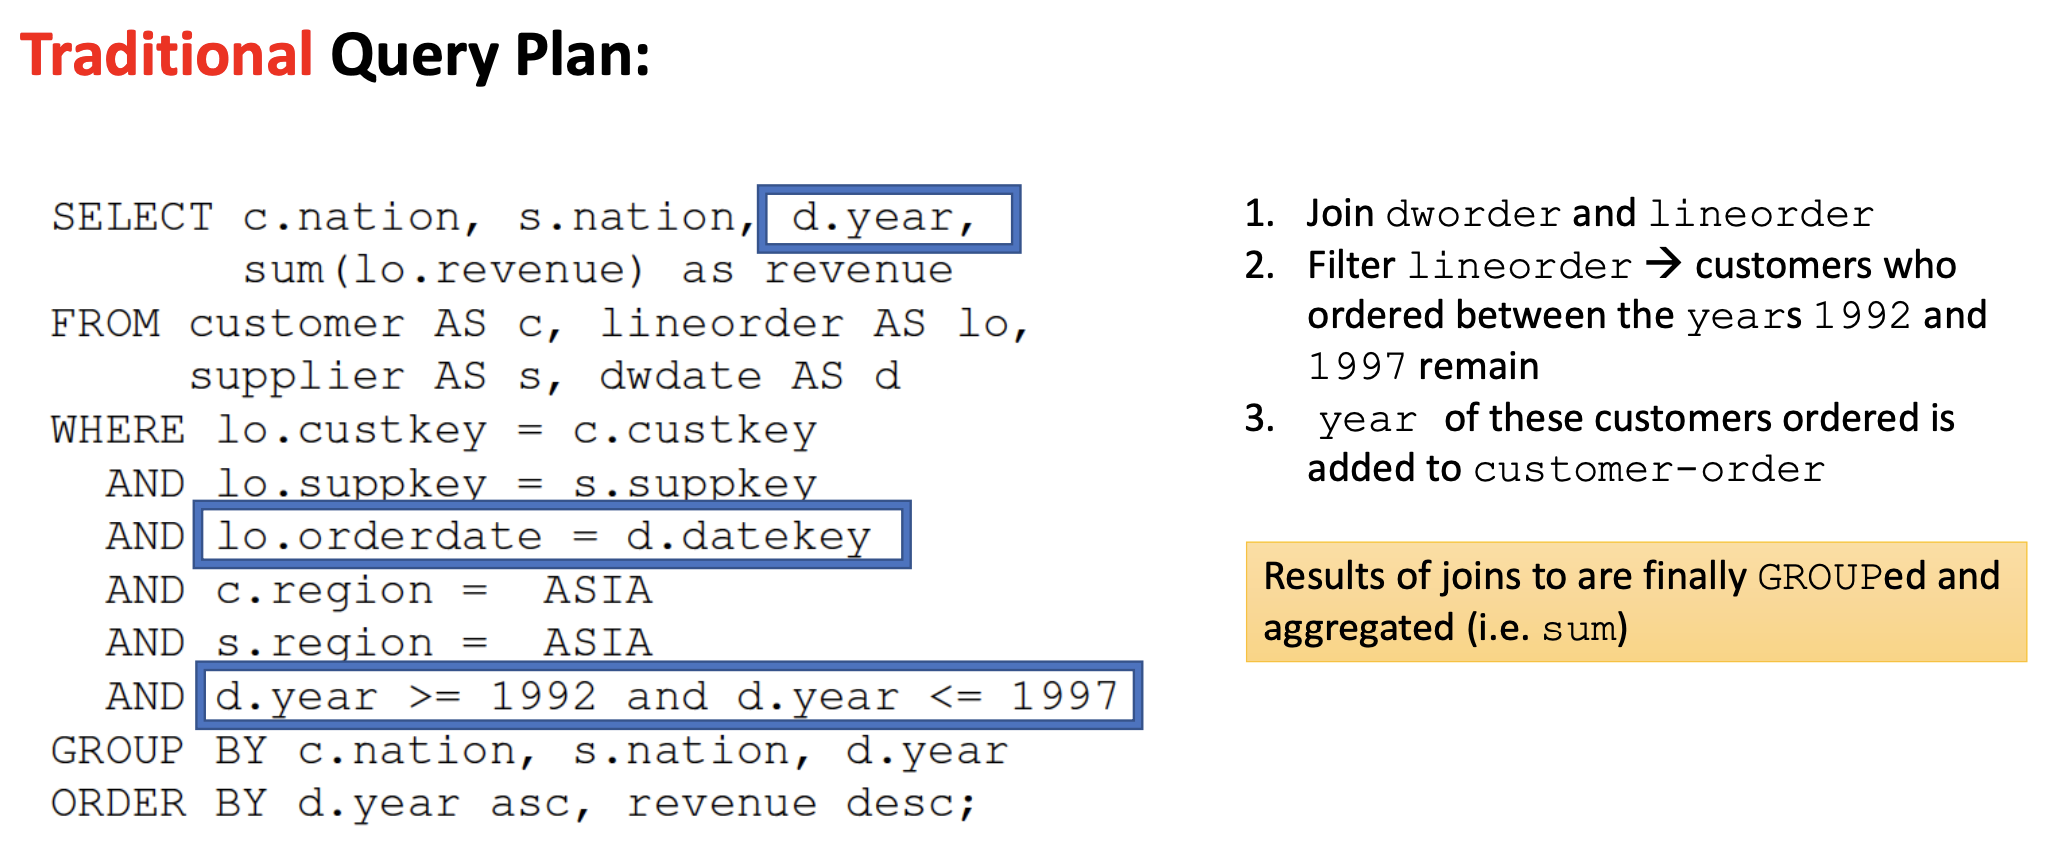 Traditional Query Plan:
SELECT c.nation, s.nation, d.year,
sum(lo.revenue) as revenue
FROM customer AS c, lineorder AS lo,
supplier AS s, dwdate AS d
WHERE lo.custkey = c.custkey
AND lo.suppkey = s.suppkey
AND lo.orderdate = d.datekey
AND c.region = ASIA
AND s.region = ASIA
AND d.year >= 1992 and d.year <= 1997
GROUP BY c.nation, s.nation, d.year
ORDER BY d.year asc, revenue desc;
1. Join dworder and lineorder
2. Filter lineorder → customers who
ordered between the years 1992 and
1997 remain
3. year of these customers ordered is
added to customer-order
Results of joins to are finally GROUPed and
aggregated (i.e. sum)